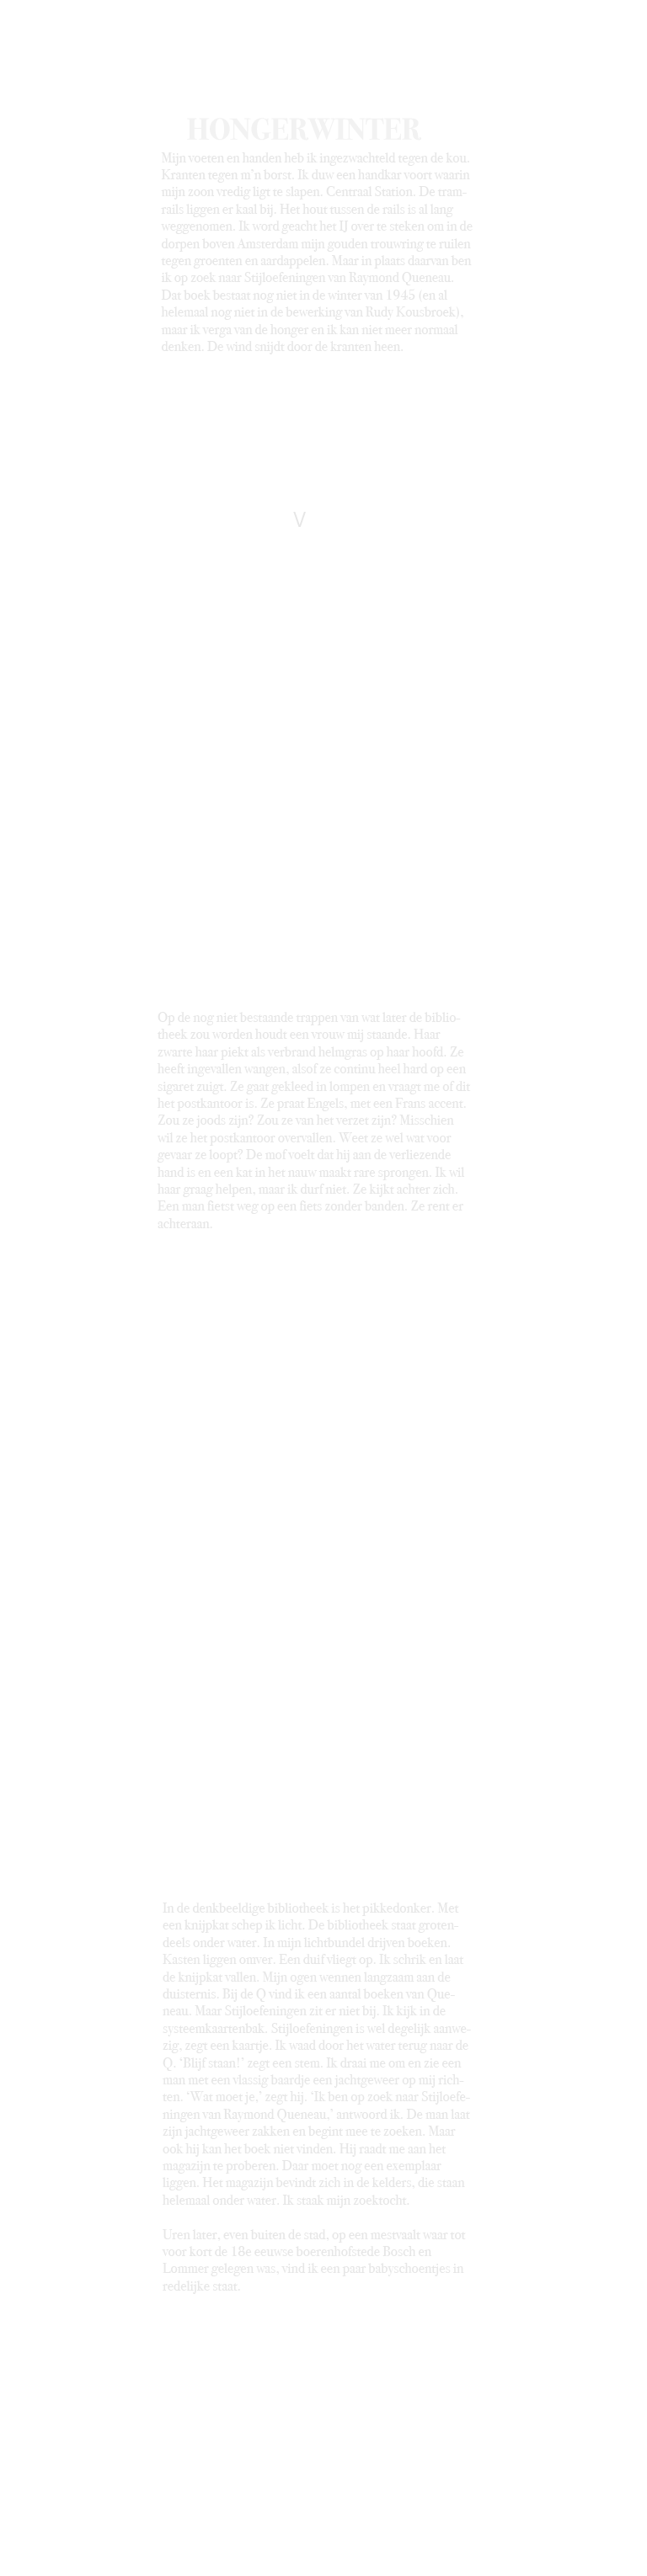 HONGERWINTER
Mijn voeten en handen heb ik ingezwachteld tegen de kou.
Kranten tegen m'n borst. Ik duw een handkar voort waarin
mijn zoon vredig ligt te slapen. Centraal Station. De tram-
rails liggen er kaal bij. Het hout tussen de rails is al lang
weggenomen. Ik word geacht het IJ over te steken om in de
dorpen boven Amsterdam mijn gouden trouwring te ruilen
tegen groenten en aardappelen. Maar in plaats daarvan ben
ik op zoek naar Stijloefeningen van Raymond Queneau.
Dat boek bestaat nog niet in de winter van 1945 (en al
helemaal nog niet in de bewerking van Rudy Kousbroek),
maar ik verga van de honger en ik kan niet meer normaal
denken. De wind snijdt door de kranten heen.
V
Op de nog niet bestaande trappen van wat later de biblio-
theek zou worden houdt een vrouw mij staande. Haar
zwarte haar piekt als verbrand helmgras op haar hoofd. Ze
heeft ingevallen wangen, alsof ze continu heel hard op een
sigaret zuigt. Ze gaat gekleed in lompen en vraagt me of dit
het postkantoor is. Ze praat Engels, met een Frans accent.
Zou ze joods zijn? Zou ze van het verzet zijn? Misschien
wil ze het postkantoor overvallen. Weet ze wel wat voor
gevaar ze loopt? De mof voelt dat hij aan de verliezende
hand is en een kat in het nauw maakt rare sprongen. Ik wil
haar graag helpen, maar ik durf niet. Ze kijkt achter zich.
Een man fietst weg op een fiets zonder banden. Ze rent er
achteraan.
In de denkbeeldige bibliotheek is het pikkedonker. Met
een knijpkat schep ik licht. De bibliotheek staat groten-
deels onder water. In mijn lichtbundel drijven boeken.
Kasten liggen omver. Een duif vliegt op. Ik schrik en laat
de knijpkat vallen. Mijn ogen wennen langzaam aan de
duisternis. Bij de Q vind ik een aantal boeken van Que-
neau. Maar Stijloefeningen zit er niet bij. Ik kijk in de
systeemkaartenbak. Stijloefeningen is wel degelijk aanwe-
zig, zegt een kaartje. Ik waad door het water terug naar de
Q. 'Blijf staan!' zegt een stem. Ik draai me om en zie een
man met een vlassig baardje een jachtgeweer op mij rich-
ten. 'Wat moet je,' zegt hij. 'Ik ben op zoek naar Stijloefe-
ningen van Raymond Queneau,' antwoord ik. De man laat
zijn jachtgeweer zakken en begint mee te zoeken. Maar
ook hij kan het boek niet vinden. Hij raadt me aan het
magazijn te proberen. Daar moet nog een exemplaar
liggen. Het magazijn bevindt zich in de kelders, die staan
helemaal onder water. Ik staak mijn zoektocht.
Uren later, even buiten de stad, op een mestvaalt waar tot
voor kort de 18e eeuwse boerenhofstede Bosch en
Lommer gelegen was, vind ik een paar babyschoentjes in
redelijke staat.